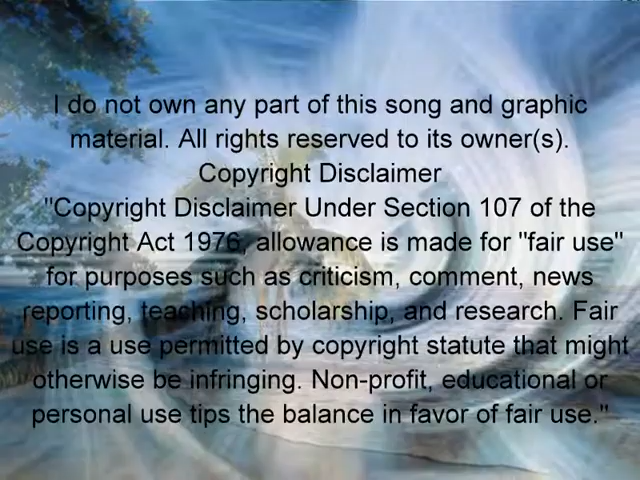 I do not own any part of this song and graphic
material. All rights reserved to its owner(s).
Copyright Disclaimer
"Copyright Disclaimer Under Section 107 of the
Copyright Act 1976, allowance is made for "fair use"
for purposes such as criticism, comment, news
reporting, teaching, scholarship, and research. Fair
use is a use permitted by copyright statute that might
otherwise be infringing. Non-profit, educational or
personal use tips the balance in favor of fair use."